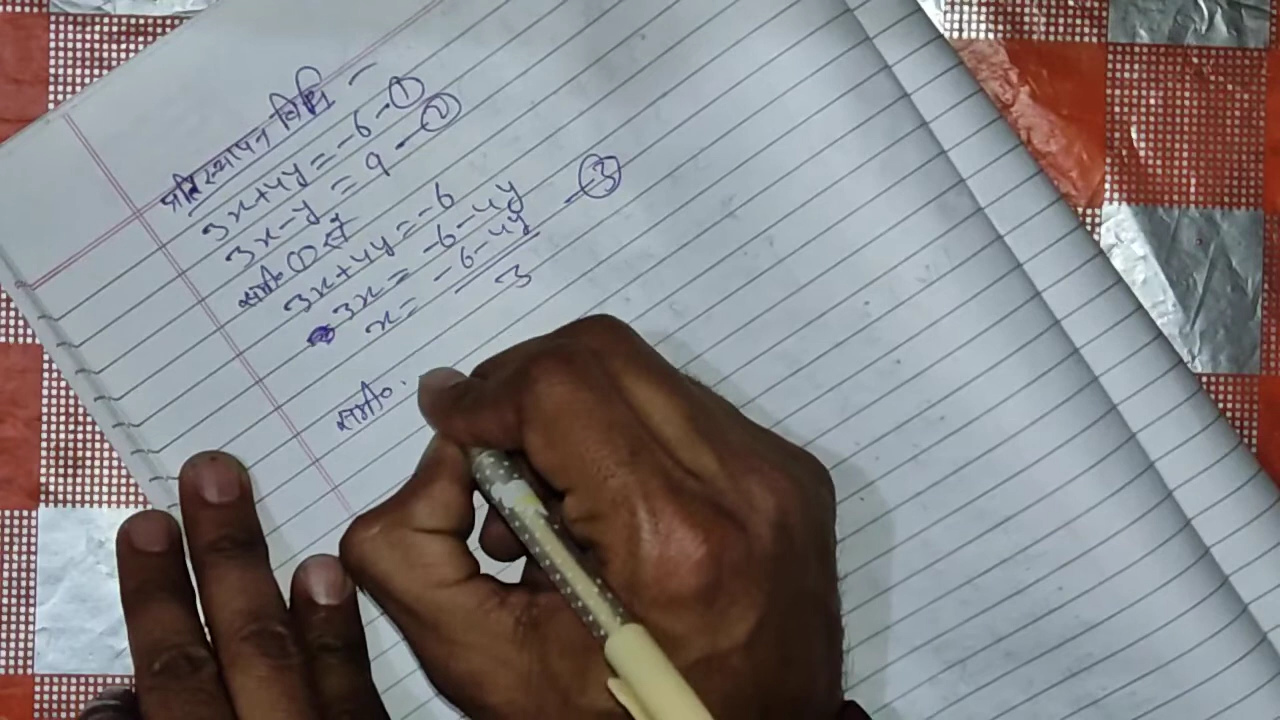 प्रतिस्थापन विधि -
3x+4y=-6 -①
3x-y = 9 -②
समी० ① से
3x+4y=-6
3x= -6-4y
x= -6-4y/3 -③
समी०